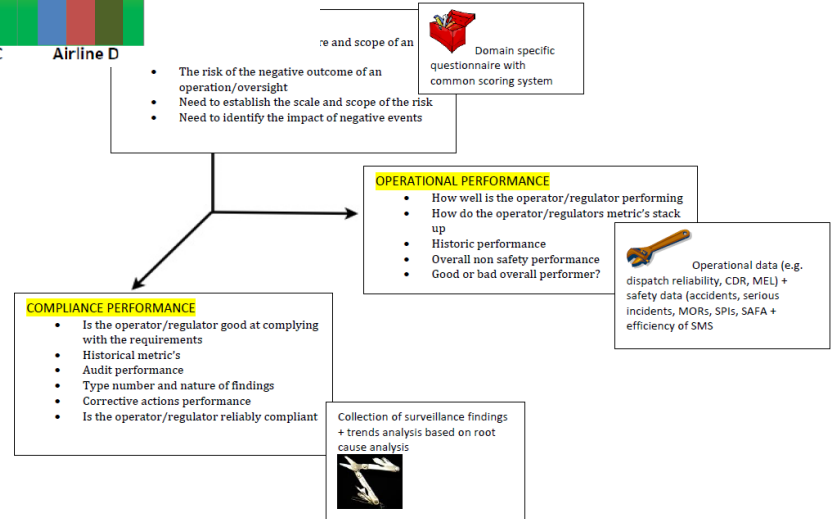 C
Airline D
re and scope of an
• The risk of the negative outcome of an
operation/oversight
• Need to establish the scale and scope of the risk
• Need to identify the impact of negative events
Domain specific
questionnaire with
common scoring system
OPERATIONAL PERFORMANCE
• How well is the operator/regulator performing
• How do the operator/regulators metric's stack
up
• Historic performance
• Overall non safety performance
• Good or bad overall performer?
Operational data (e.g.
dispatch reliability, CDR, MEL) +
safety data (accidents, serious
incidents, MORs, SPIs, SAFA +
efficiency of SMS
COMPLIANCE PERFORMANCE
• Is the operator/regulator good at complying
with the requirements
• Historical metric's
• Audit performance
• Type number and nature of findings
• Corrective actions performance
• Is the operator/regulator reliably compliant
Collection of surveillance findings
+ trends analysis based on root
cause analysis